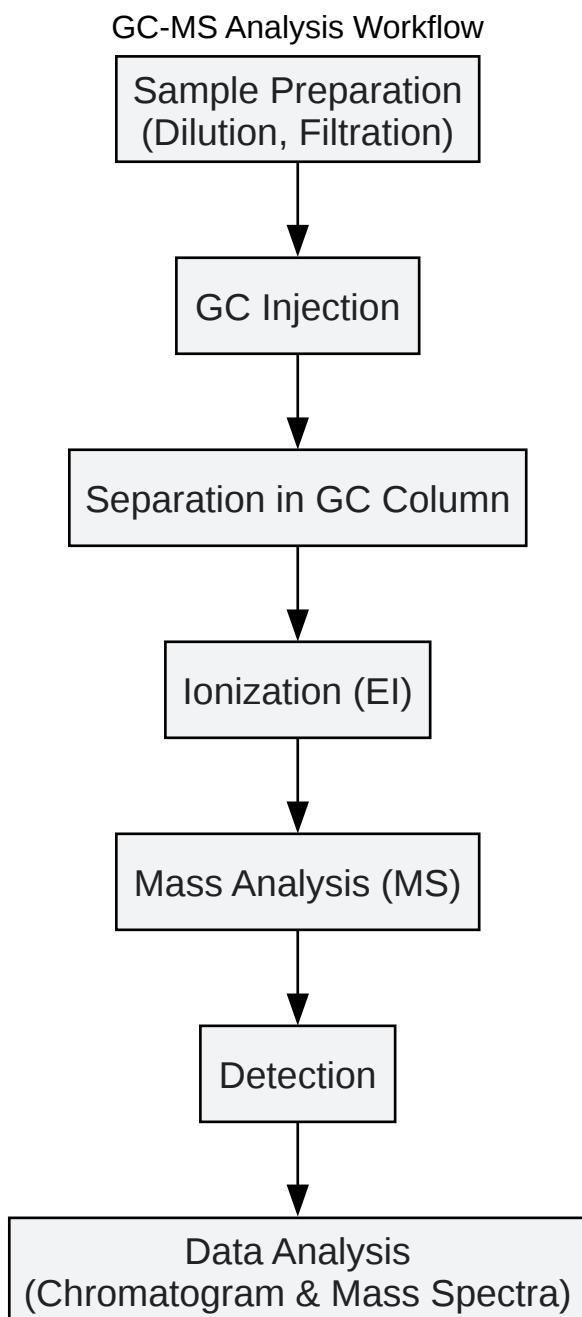 GC-MS Analysis Workflow
Sample Preparation
(Dilution, Filtration)
GC Injection
Separation in GC Column
Ionization (EI)
Mass Analysis (MS)
Detection
Data Analysis
(Chromatogram & Mass Spectra)